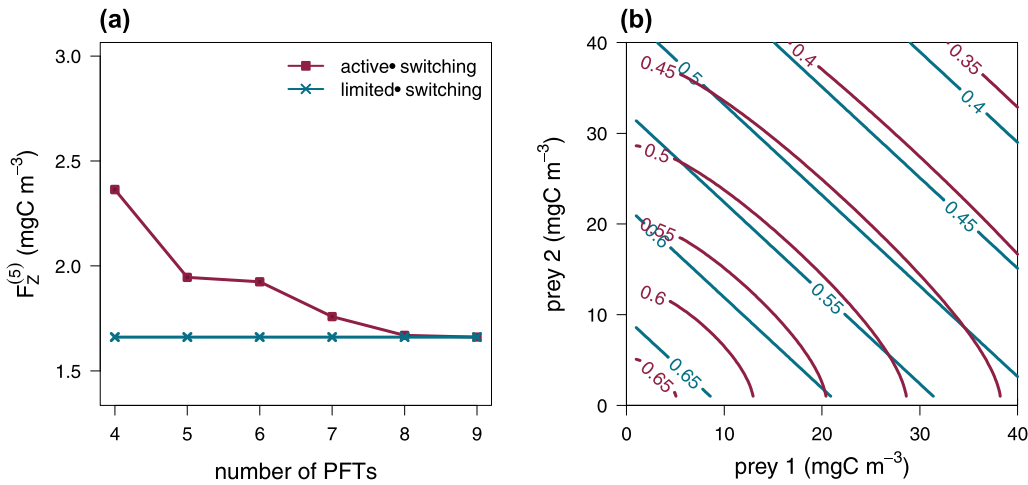 (a)
3.0
2.5
2.0
1.5
F_Z^(5) (mgC m⁻³)
active• switching
limited• switching
4 5 6 7 8 9
number of PFTs
(b)
40
30
20
10
0
prey 2 (mgC m⁻³)
0.45
0.5
0.4
0.35
0.4
0.5
0.55
0.6
0.45
0.6
0.55
0.65
0.65
0 10 20 30 40
prey 1 (mgC m⁻³)